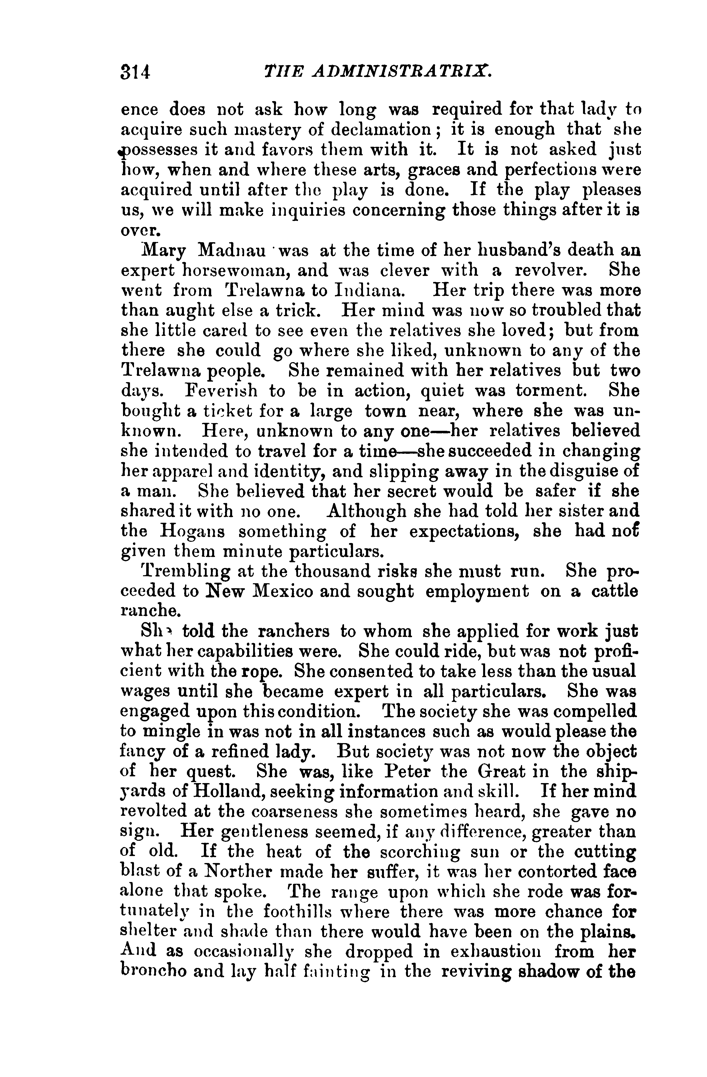 314 THE ADMINISTRATRIX.
ence does not ask how long was required for that lady to
acquire such mastery of declamation; it is enough that she
possesses it and favors them with it. It is not asked just
how, when and where these arts, graces and perfections were
acquired until after the play is done. If the play pleases
us, we will make inquiries concerning those things after it is
over.
Mary Madnau was at the time of her husband's death an
expert horsewoman, and was clever with a revolver. She
went from Trelawna to Indiana. Her trip there was more
than aught else a trick. Her mind was now so troubled that
she little cared to see even the relatives she loved; but from
there she could go where she liked, unknown to any of the
Trelawna people. She remained with her relatives but two
days. Feverish to be in action, quiet was torment. She
bought a ticket for a large town near, where she was un-
known. Here, unknown to any one—her relatives believed
she intended to travel for a time—she succeeded in changing
her apparel and identity, and slipping away in the disguise of
a man. She believed that her secret would be safer if she
shared it with no one. Although she had told her sister and
the Hogans something of her expectations, she had not
given them minute particulars.
Trembling at the thousand risks she must run. She pro-
ceeded to New Mexico and sought employment on a cattle
ranche.
She told the ranchers to whom she applied for work just
what her capabilities were. She could ride, but was not profi-
cient with the rope. She consented to take less than the usual
wages until she became expert in all particulars. She was
engaged upon this condition. The society she was compelled
to mingle in was not in all instances such as would please the
fancy of a refined lady. But society was not now the object
of her quest. She was, like Peter the Great in the ship-
yards of Holland, seeking information and skill. If her mind
revolted at the coarseness she sometimes heard, she gave no
sign. Her gentleness seemed, if any difference, greater than
of old. If the heat of the scorching sun or the cutting
blast of a Norther made her suffer, it was her contorted face
alone that spoke. The range upon which she rode was for-
tunately in the foothills where there was more chance for
shelter and shade than there would have been on the plains.
And as occasionally she dropped in exhaustion from her
broncho and lay half fainting in the reviving shadow of the